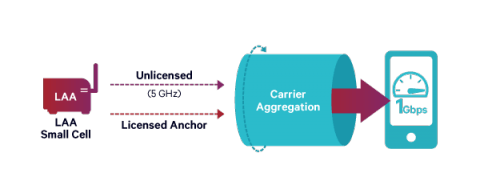 LAA
LAA
Small Cell
Unlicensed
(5 GHz)
Licensed Anchor
Carrier
Aggregation
1Gbps